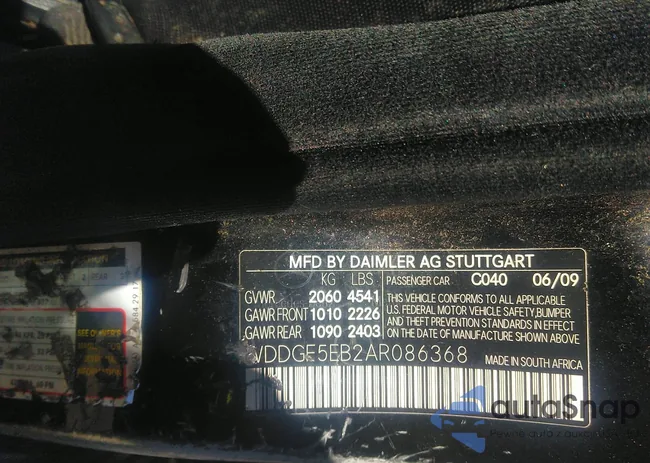 MFD BY DAIMLER AG STUTTGART
KG LBS PASSENGER CAR C040 06/09
GVWR. 2060 4541 THIS VEHICLE CONFORMS TO ALL APPLICABLE
U.S. FEDERAL MOTOR VEHICLE SAFETY,BUMPER
GAWR FRONT 1010 2226 AND THEFT PREVENTION STANDARDS IN EFFECT
GAWR REAR 1090 2403 ON THE DATE OF MANUFACTURE SHOWN ABOVE
WDDGF5EB2AR086368 MADE IN SOUTH AFRICA
SEE OWNER'S
autoSnap